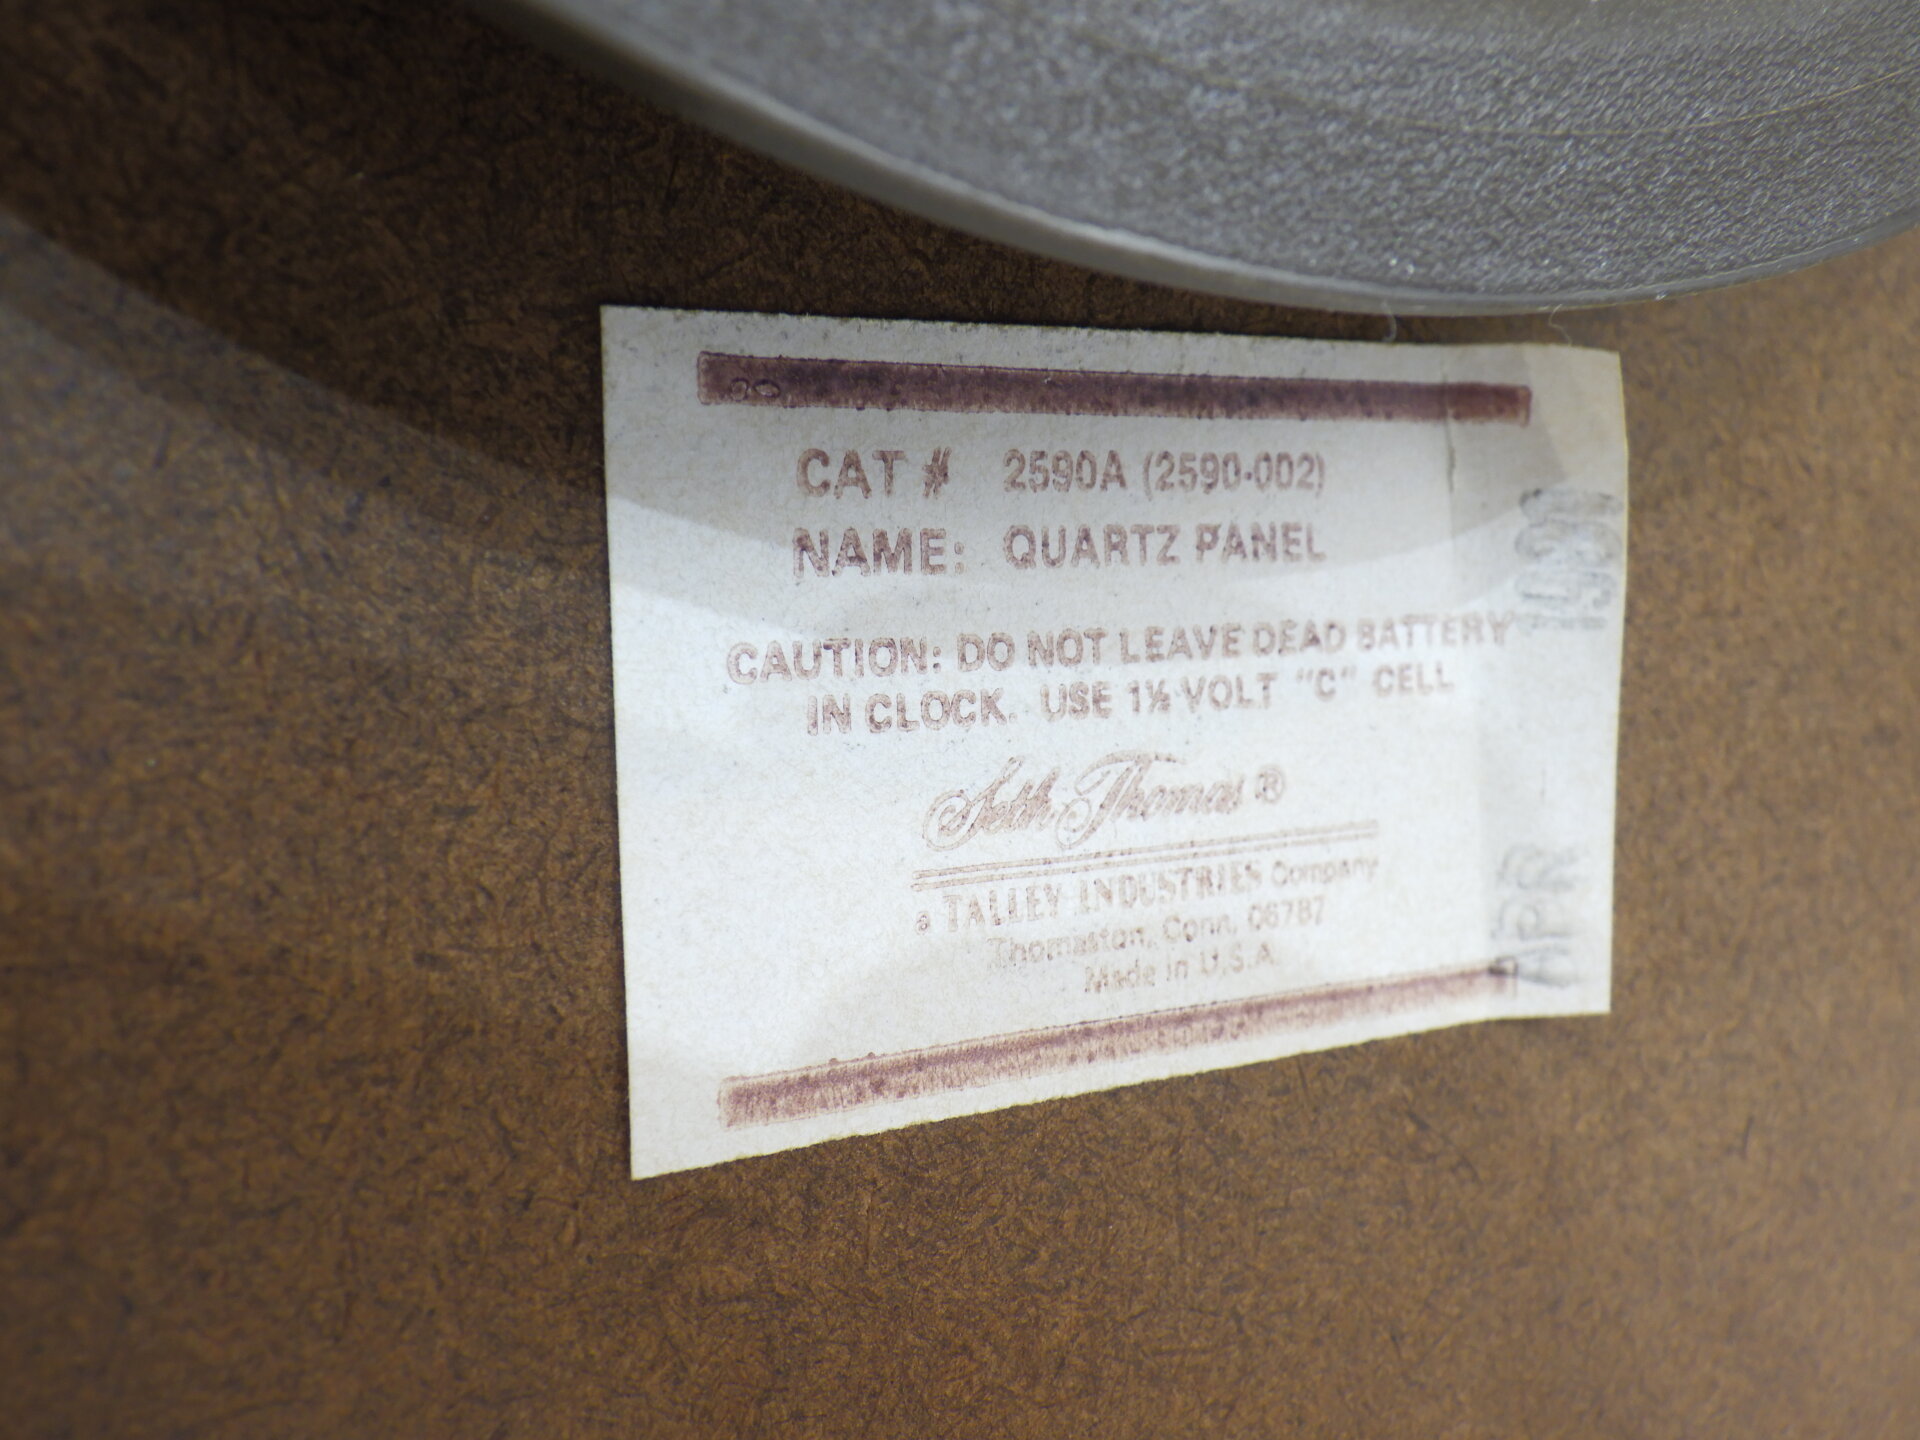 CAT # 2590A (2590-002)
NAME: QUARTZ PANEL
CAUTION: DO NOT LEAVE DEAD BATTERY
IN CLOCK. USE 1½ VOLT "C" CELL
Seth Thomas®
a TALLEY INDUSTRIES Company
Thomaston, Conn. 06787
Made in U.S.A.
APR